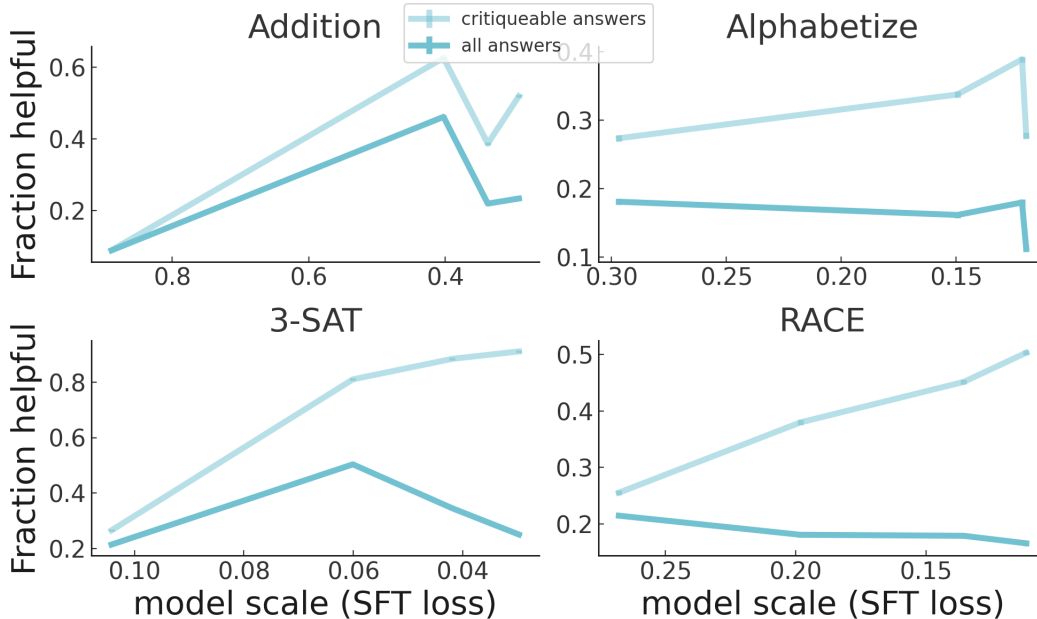 Addition
critiqueable answers
all answers
Alphabetize
Fraction helpful
0.6
0.4
0.2
0.8
0.6
0.4
0.4
0.3
0.2
0.1
0.30
0.25
0.20
0.15
3-SAT
RACE
Fraction helpful
0.8
0.6
0.4
0.2
0.10
0.08
0.06
0.04
model scale (SFT loss)
0.5
0.4
0.3
0.2
0.25
0.20
0.15
model scale (SFT loss)